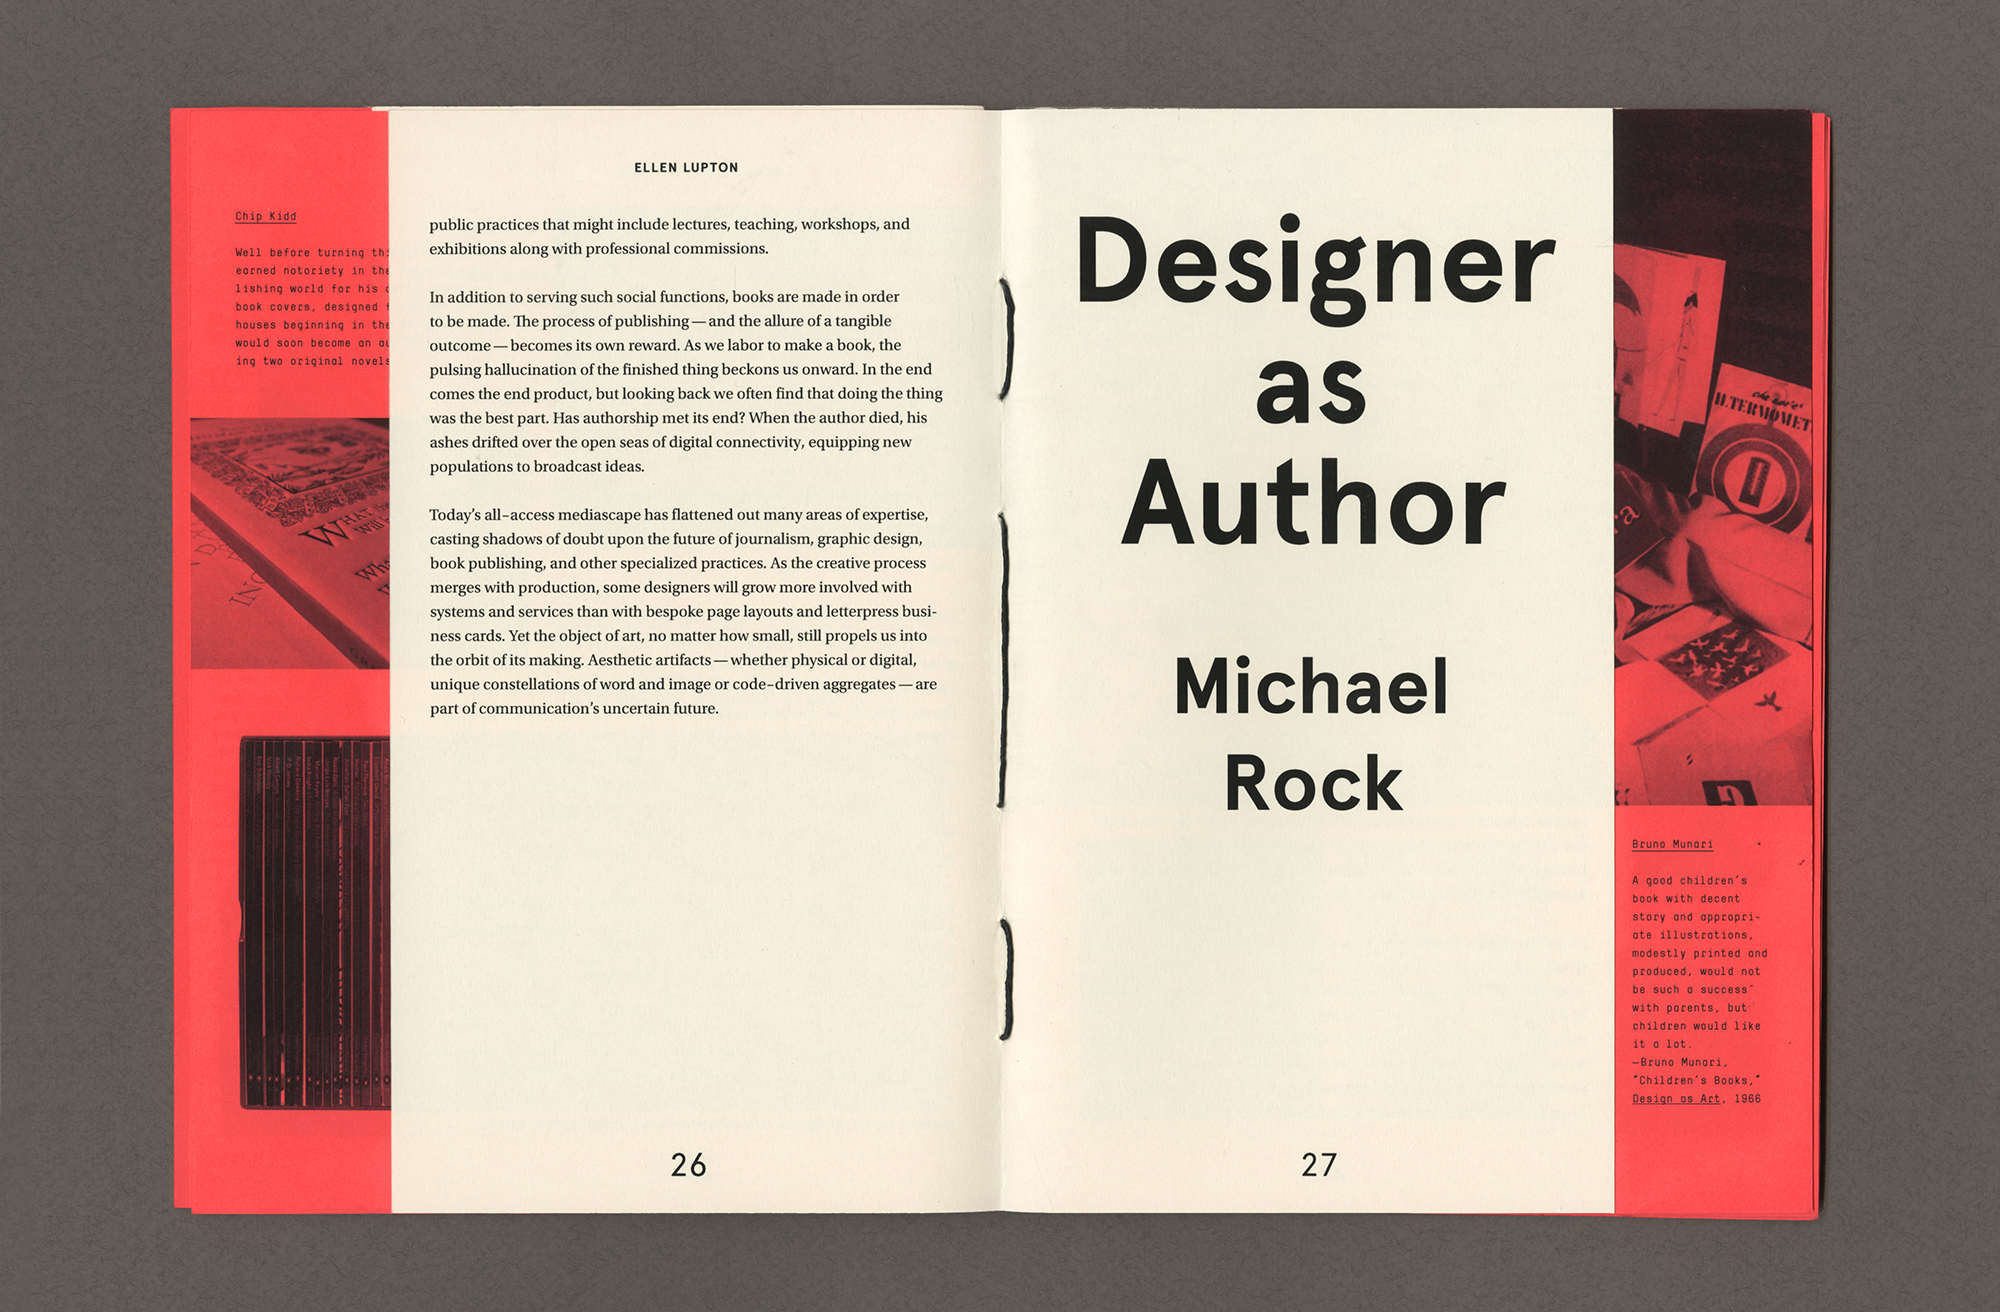 Chip Kidd
Well before turning
earned notoriety in the
lishing world for his
book covers, designed
houses beginning in the
would soon become an
ing two original novels
WHAT
Will
ELLEN LUPTON
public practices that might include lectures, teaching, workshops, and
exhibitions along with professional commissions.
In addition to serving such social functions, books are made in order
to be made. The process of publishing — and the allure of a tangible
outcome — becomes its own reward. As we labor to make a book, the
pulsing hallucination of the finished thing beckons us onward. In the end
comes the end product, but looking back we often find that doing the thing
was the best part. Has authorship met its end? When the author died, his
ashes drifted over the open seas of digital connectivity, equipping new
populations to broadcast ideas.
Today’s all-access mediascape has flattened out many areas of expertise,
casting shadows of doubt upon the future of journalism, graphic design,
book publishing, and other specialized practices. As the creative process
merges with production, some designers will grow more involved with
systems and services than with bespoke page layouts and letterpress busi-
ness cards. Yet the object of art, no matter how small, still propels us into
the orbit of its making. Aesthetic artifacts — whether physical or digital,
unique constellations of word and image or code-driven aggregates — are
part of communication’s uncertain future.
26
Designer
as
Author
Michael
Rock
27
IL TERMOMET
Bruno Munari
A good children’s
book with decent
story and appropri-
ate illustrations,
modestly printed and
produced, would not
be such a success
with parents, but
children would like
it a lot.
—Bruno Munari,
“Children’s Books,”
Design as Art, 1966